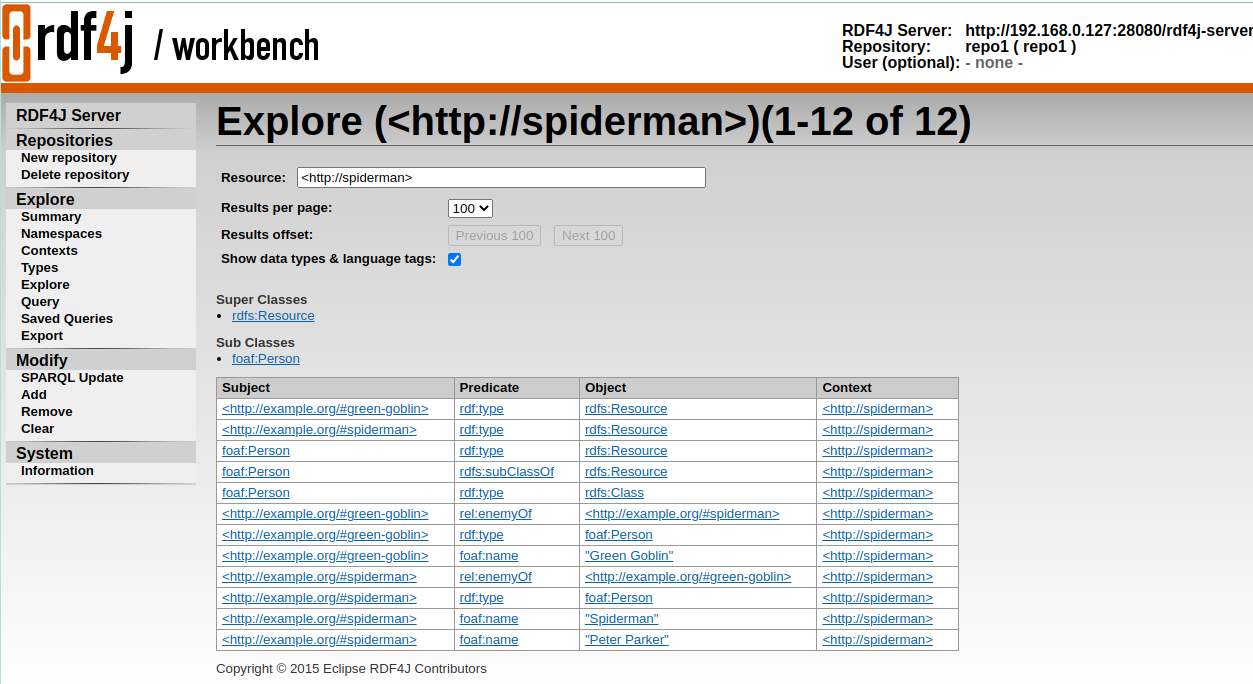 rdf4j / workbench
RDF4J Server: http://192.168.0.127:28080/rdf4j-server
Repository: repo1 ( repo1 )
User (optional): - none -
RDF4J Server
Repositories
New repository
Delete repository
Explore
Summary
Namespaces
Contexts
Types
Explore
Query
Saved Queries
Export
Modify
SPARQL Update
Add
Remove
Clear
System
Information
Explore (<http://spiderman>)(1-12 of 12)
Resource: <http://spiderman>
Results per page: 100
Results offset: Previous 100 Next 100
Show data types & language tags:
Super Classes
• rdfs:Resource
Sub Classes
• foaf:Person
Subject Predicate Object Context
<http://example.org/#green-goblin> rdf:type rdfs:Resource <http://spiderman>
<http://example.org/#spiderman> rdf:type rdfs:Resource <http://spiderman>
foaf:Person rdf:type rdfs:Resource <http://spiderman>
foaf:Person rdfs:subClassOf rdfs:Resource <http://spiderman>
foaf:Person rdf:type rdfs:Class <http://spiderman>
<http://example.org/#green-goblin> rel:enemyOf <http://example.org/#spiderman> <http://spiderman>
<http://example.org/#green-goblin> rdf:type foaf:Person <http://spiderman>
<http://example.org/#green-goblin> foaf:name "Green Goblin" <http://spiderman>
<http://example.org/#spiderman> rel:enemyOf <http://example.org/#green-goblin> <http://spiderman>
<http://example.org/#spiderman> rdf:type foaf:Person <http://spiderman>
<http://example.org/#spiderman> foaf:name "Spiderman" <http://spiderman>
<http://example.org/#spiderman> foaf:name "Peter Parker" <http://spiderman>
Copyright © 2015 Eclipse RDF4J Contributors